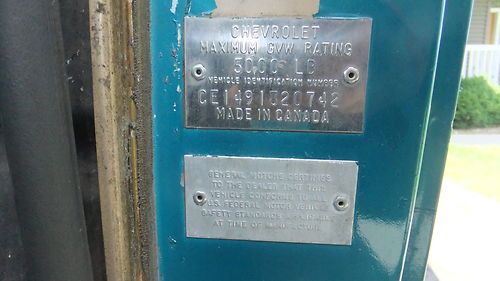 CHEVROLET
MAXIMUM GVW RATING
5000 LB
VEHICLE IDENTIFICATION NUMBER
CE1491020742
MADE IN CANADA
GENERAL MOTORS CERTIFIES
TO THE DEALER THAT THIS
VEHICLE CONFORMS TO ALL
U.S. FEDERAL MOTOR VEHICLE
SAFETY STANDARDS APPLICABLE
AT TIME OF MANUFACTURE